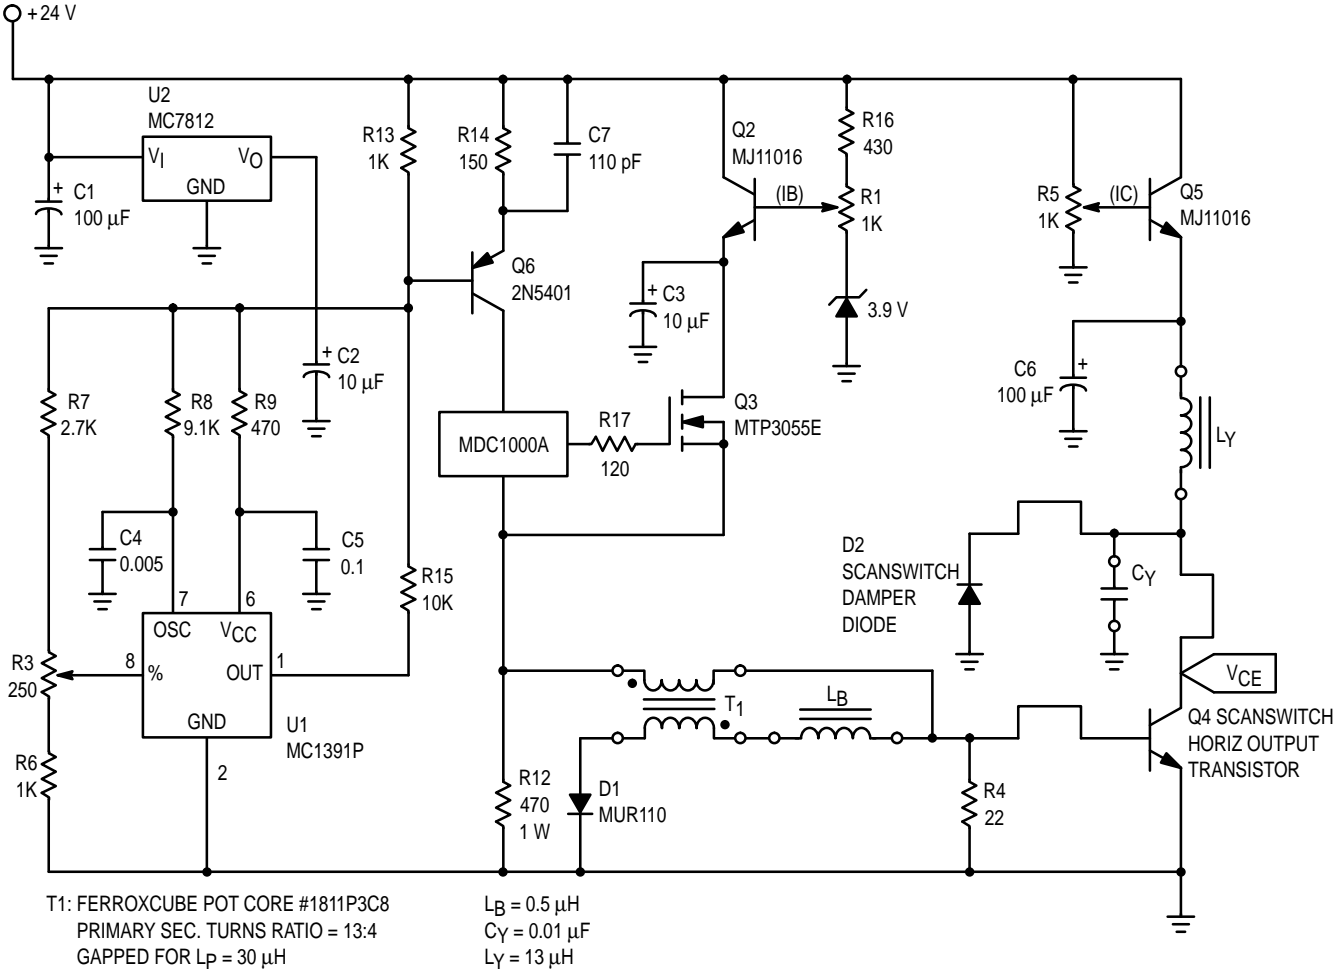 +24 V
U2
MC7812
VI
VO
GND
+
C1
100 µF
R13
1K
R14
150
C7
110 pF
Q2
MJ11016
(IB)
R16
430
R1
1K
R5
1K
(IC)
Q5
MJ11016
Q6
2N5401
+
C3
10 µF
3.9 V
+
C2
10 µF
R7
2.7K
R8
9.1K
R9
470
MDC1000A
R17
120
Q3
MTP3055E
C6
100 µF
+
LY
C4
0.005
C5
0.1
R15
10K
D2
SCANSWITCH
DAMPER
DIODE
CY
7
6
OSC
VCC
R3
250
8
%
OUT
1
GND
U1
MC1391P
2
R6
1K
T1
LB
VCE
Q4 SCANSWITCH
HORIZ OUTPUT
TRANSISTOR
R12
470
1 W
D1
MUR110
R4
22
T1: FERROXCUBE POT CORE #1811P3C8
PRIMARY SEC. TURNS RATIO = 13:4
GAPPED FOR LP = 30 µH
LB = 0.5 µH
CY = 0.01 µF
LY = 13 µH